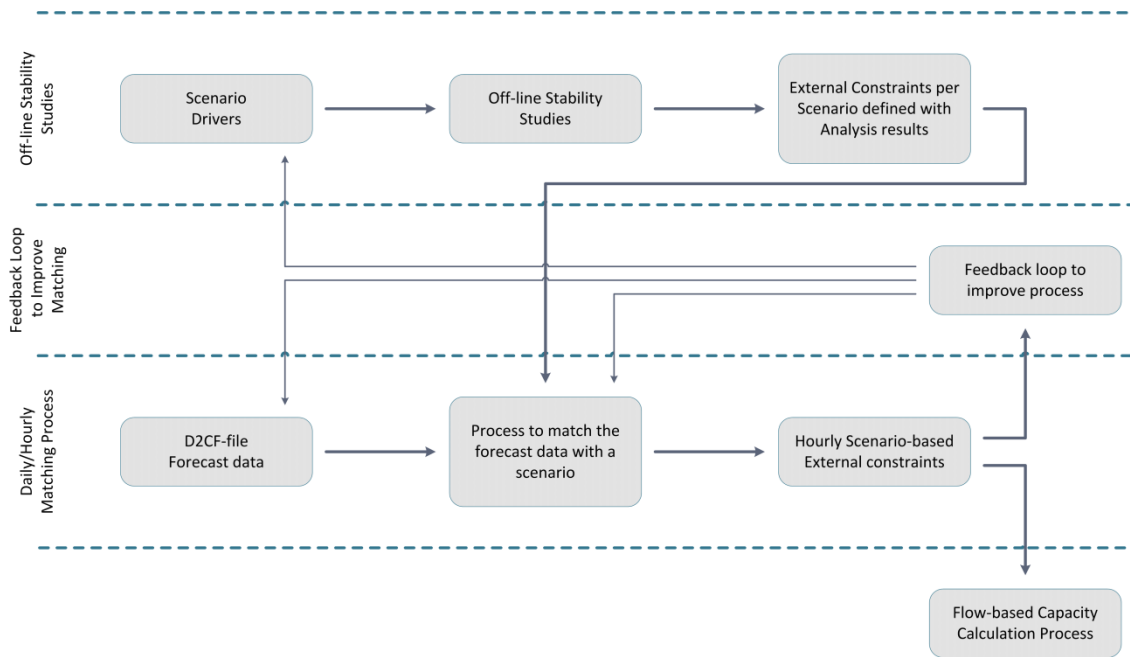 Off-line Stability
Studies
Scenario
Drivers
Off-line Stability
Studies
External Constraints per
Scenario defined with
Analysis results
Feedback Loop
to Improve
Matching
Feedback loop to
improve process
Daily/Hourly
Matching Process
D2CF-file
Forecast data
Process to match the
forecast data with a
scenario
Hourly Scenario-based
External constraints
Flow-based Capacity
Calculation Process